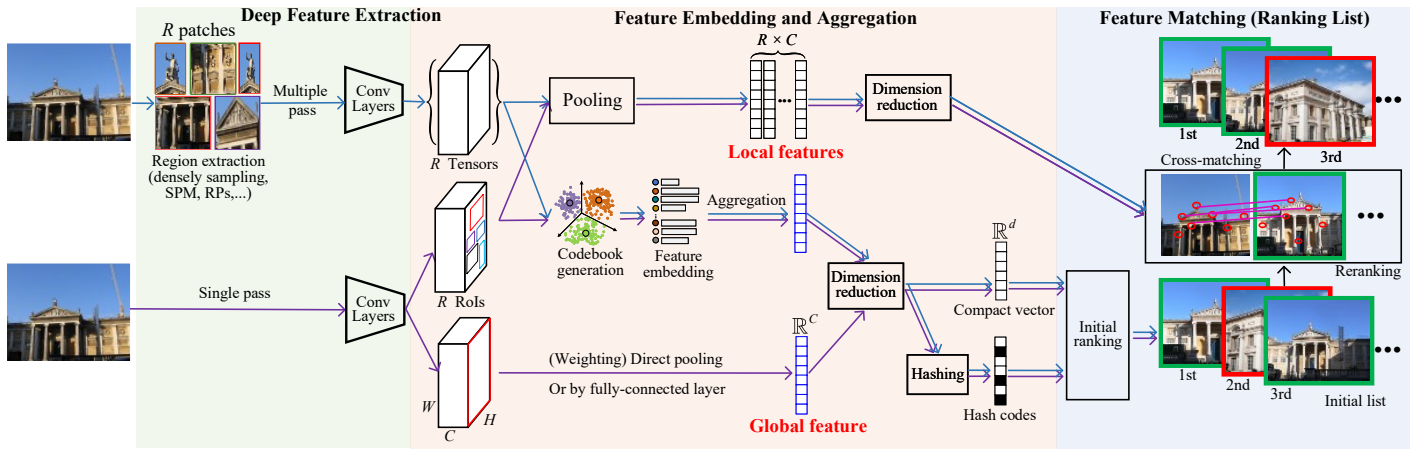 Deep Feature Extraction
Feature Embedding and Aggregation
Feature Matching (Ranking List)
R patches
Multiple
pass
Conv
Layers
Region extraction
(densely sampling,
SPM, RPs,...)
R Tensors
Pooling
R × C
...
Local features
Dimension
reduction
1st
2nd
3rd
...
Cross-matching
...
Reranking
R RoIs
Codebook
generation
Feature
embedding
Aggregation
Single pass
Conv
Layers
W
C
H
(Weighting) Direct pooling
Or by fully-connected layer
ℝ^C
Global feature
Dimension
reduction
ℝ^d
Compact vector
Hashing
Hash codes
Initial
ranking
1st
2nd
3rd
...
Initial list